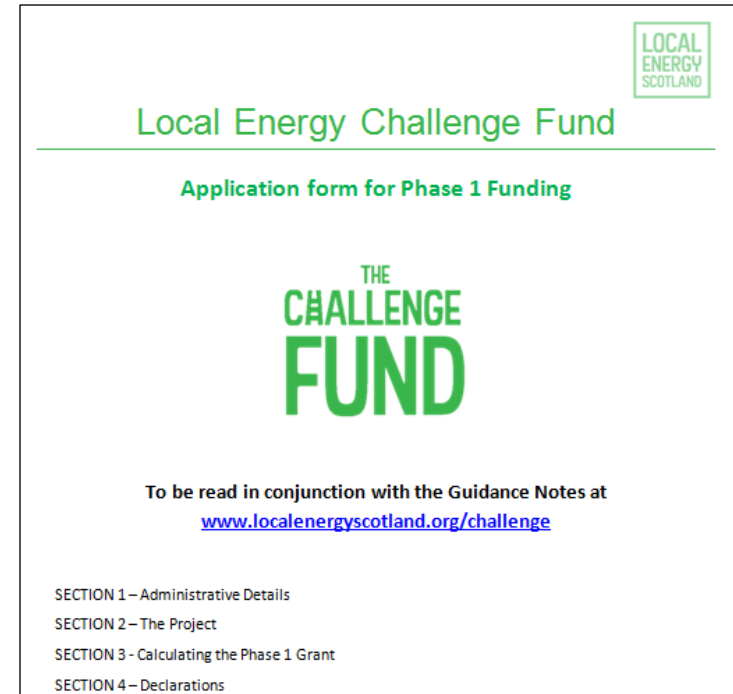 LOCAL
ENERGY
SCOTLAND
Local Energy Challenge Fund
Application form for Phase 1 Funding
THE
CHALLENGE
FUND
To be read in conjunction with the Guidance Notes at
www.localenergyscotland.org/challenge
SECTION 1 – Administrative Details
SECTION 2 – The Project
SECTION 3 - Calculating the Phase 1 Grant
SECTION 4 – Declarations